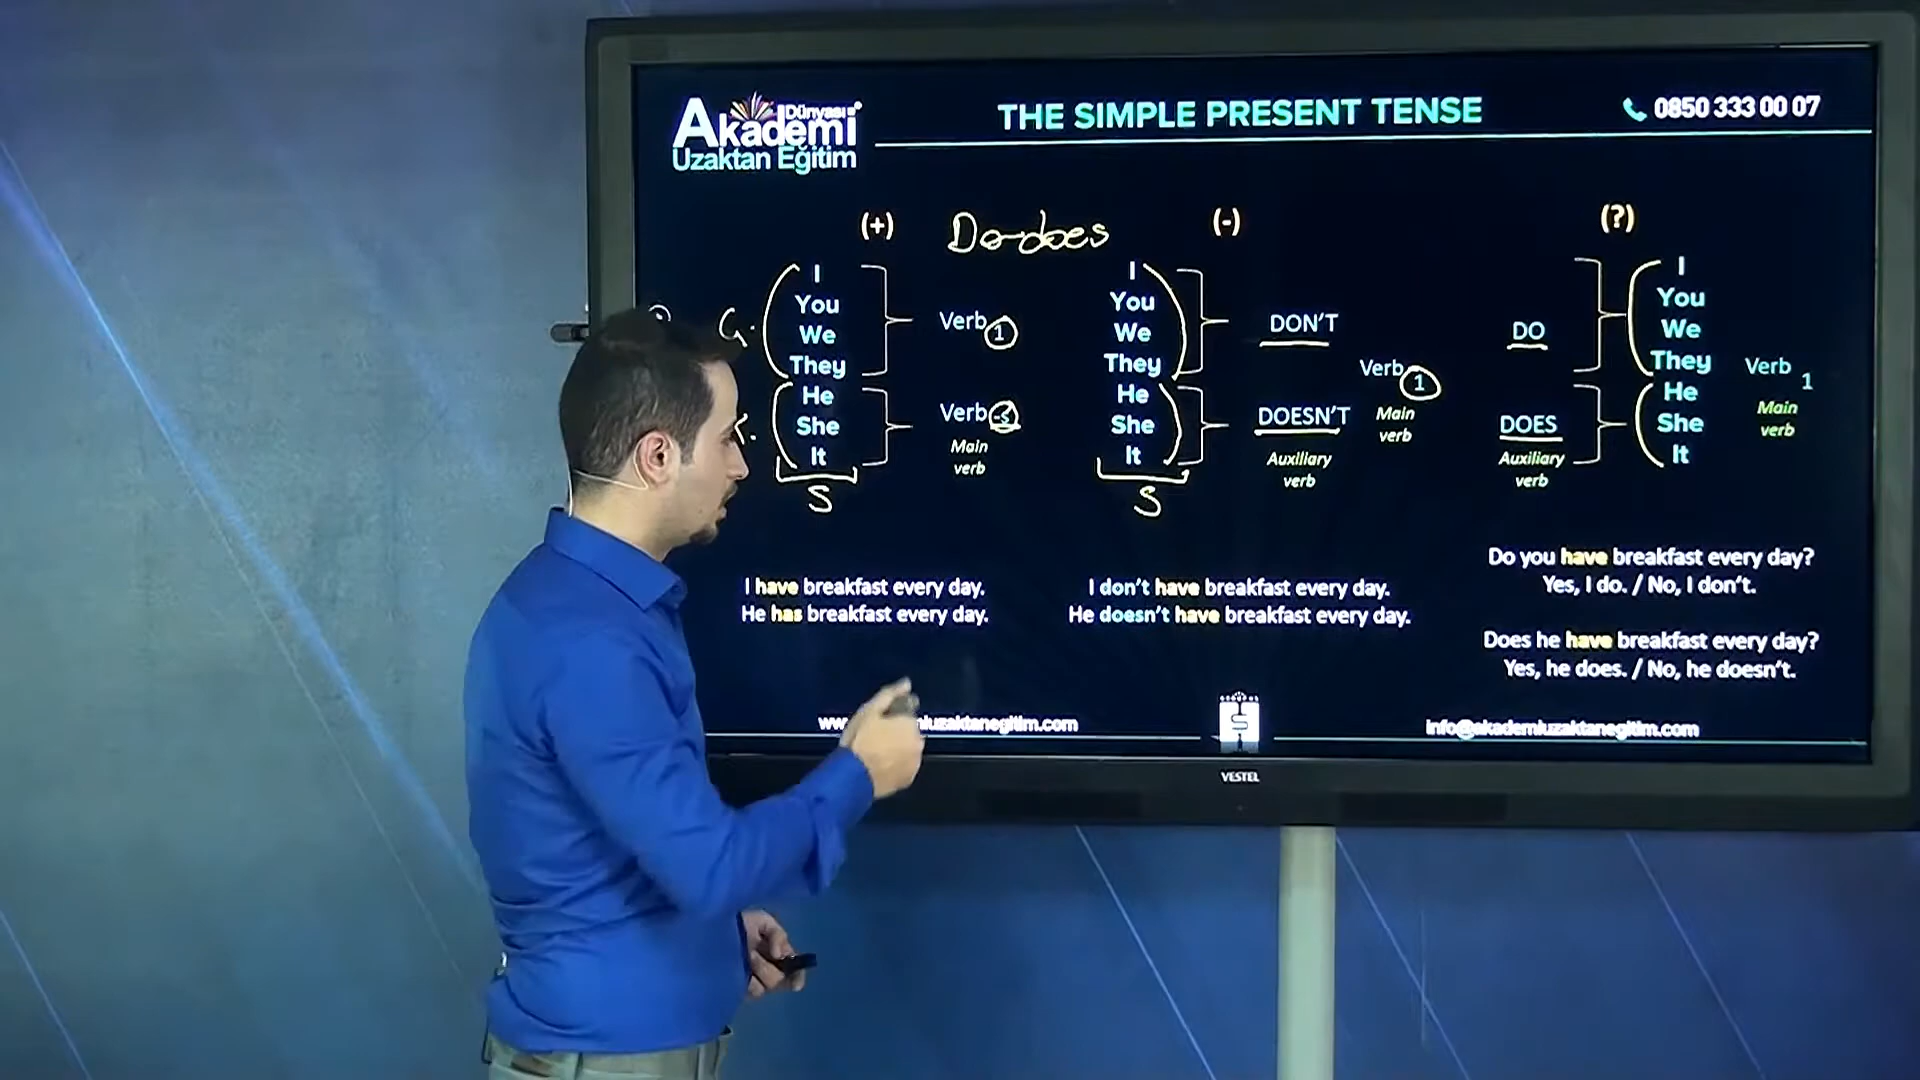 Akademi Dünyası
Uzaktan Eğitim
THE SIMPLE PRESENT TENSE
0850 333 00 07
(+)
Do-does
(-)
(?)
G.
I
You
We
They
He
She
It
S
Verb 1
Verb -s
Main
verb
I
You
We
They
He
She
It
S
DON'T
DOESN'T
Auxiliary
verb
Verb 1
Main
verb
DO
DOES
Auxiliary
verb
I
You
We
They
He
She
It
Verb 1
Main
verb
I have breakfast every day.
He has breakfast every day.
I don't have breakfast every day.
He doesn't have breakfast every day.
Do you have breakfast every day?
Yes, I do. / No, I don't.
Does he have breakfast every day?
Yes, he does. / No, he doesn't.
info@akademiuzaktanegitim.com
S
VESTEL